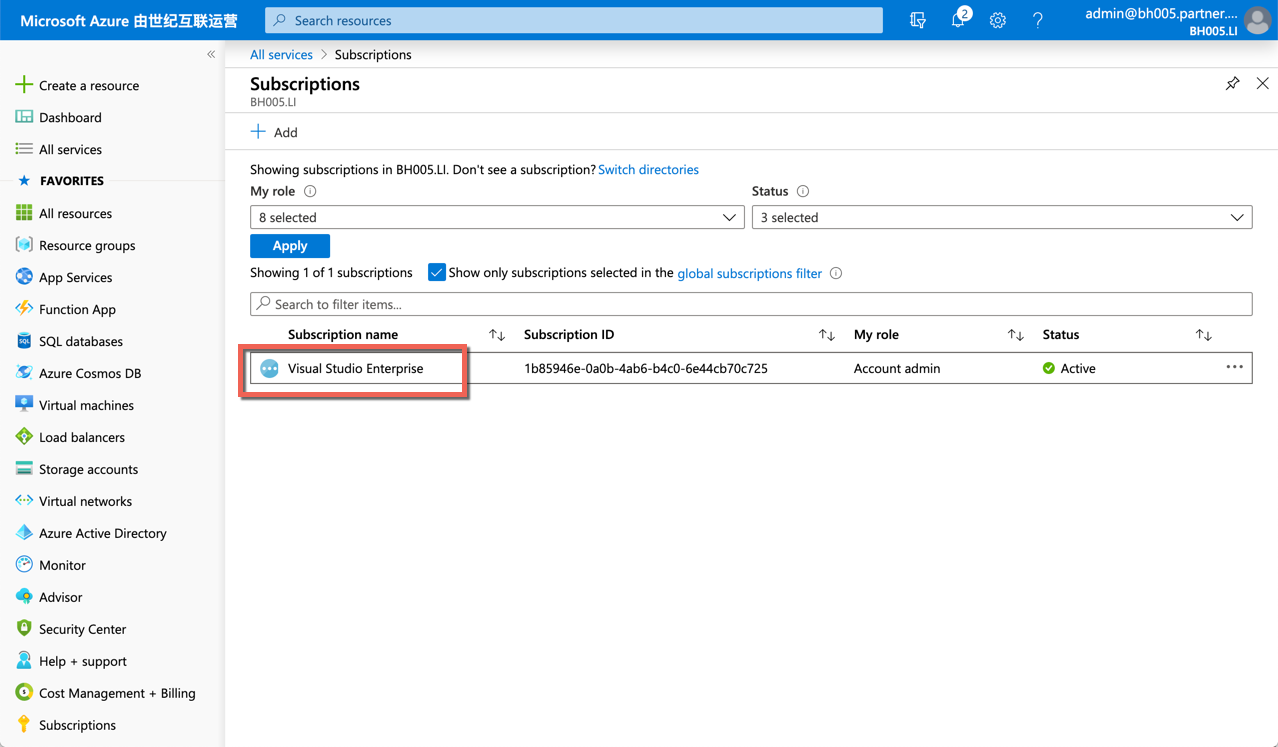 Microsoft Azure 由世纪互联运营
Search resources
2
admin@bh005.partner....
BH005.LI
All services > Subscriptions
Create a resource
Dashboard
All services
FAVORITES
All resources
Resource groups
App Services
Function App
SQL databases
Azure Cosmos DB
Virtual machines
Load balancers
Storage accounts
Virtual networks
Azure Active Directory
Monitor
Advisor
Security Center
Help + support
Cost Management + Billing
Subscriptions
Subscriptions
BH005.LI
Add
Showing subscriptions in BH005.LI. Don't see a subscription? Switch directories
My role
Status
8 selected
3 selected
Apply
Showing 1 of 1 subscriptions
Show only subscriptions selected in the global subscriptions filter
Search to filter items...
Subscription name Subscription ID My role Status
Visual Studio Enterprise 1b85946e-0a0b-4ab6-b4c0-6e44cb70c725 Account admin Active